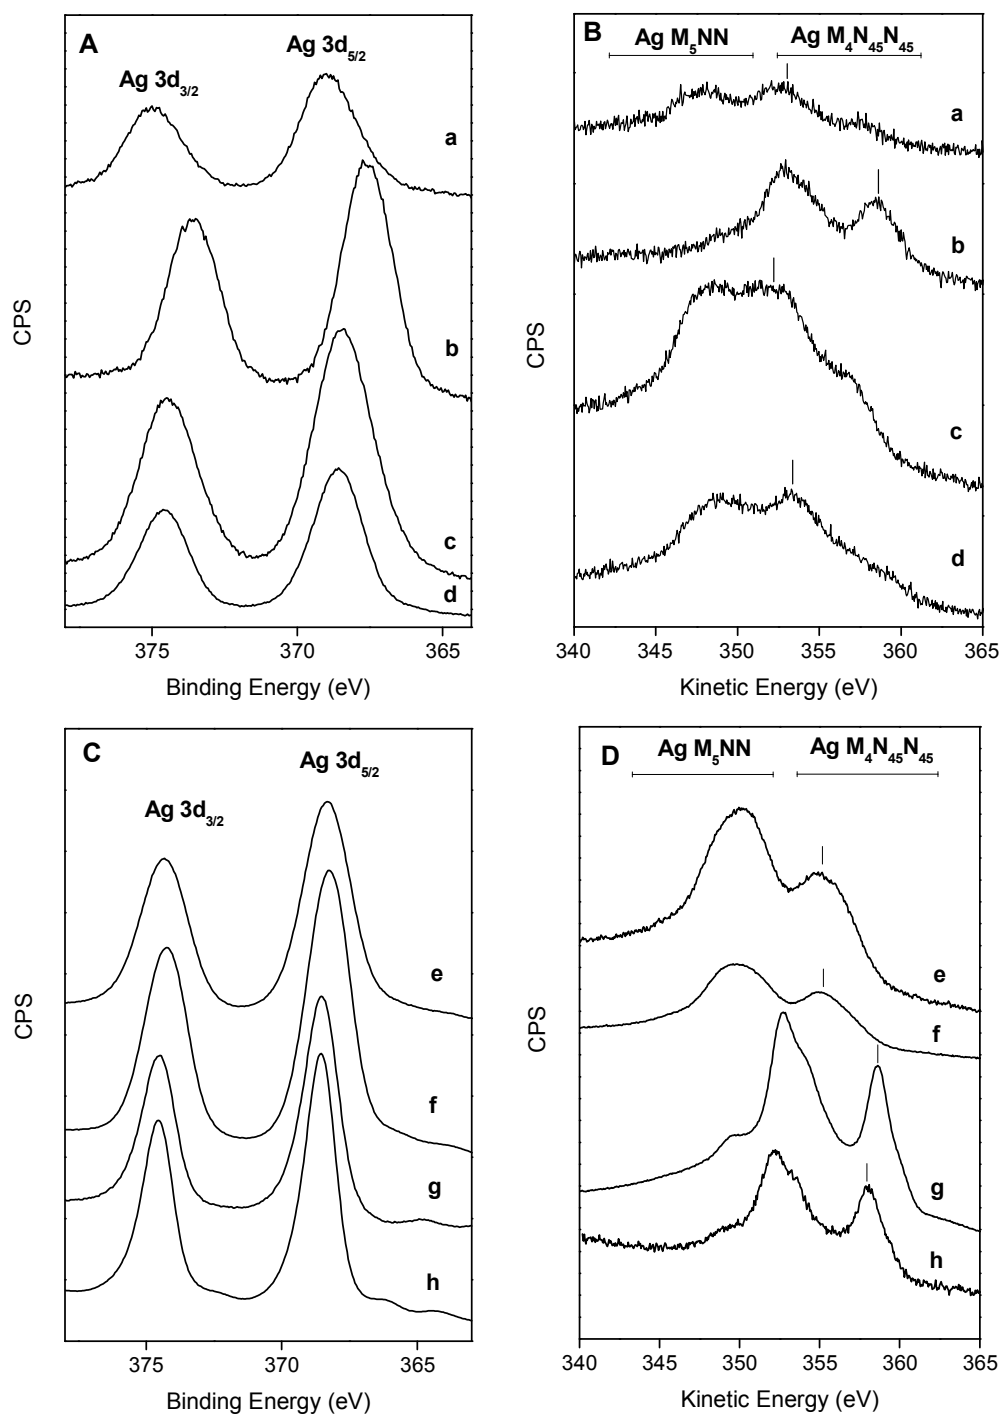 A
Ag 3d5/2
Ag 3d3/2
a
b
c
d
CPS
375 370 365
Binding Energy (eV)
B
Ag M5NN Ag M4N45N45
a
b
c
d
CPS
340 345 350 355 360 365
Kinetic Energy (eV)
C
Ag 3d5/2
Ag 3d3/2
e
f
g
h
CPS
375 370 365
Binding Energy (eV)
D
Ag M5NN Ag M4N45N45
e
f
g
h
CPS
340 345 350 355 360 365
Kinetic Energy (eV)